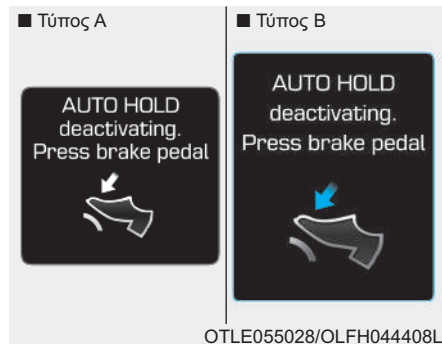 ■ Τύπος Α
AUTO HOLD
deactivating.
Press brake pedal
■ Τύπος Β
AUTO HOLD
deactivating.
Press brake pedal
OTLE055028/OLFH044408L